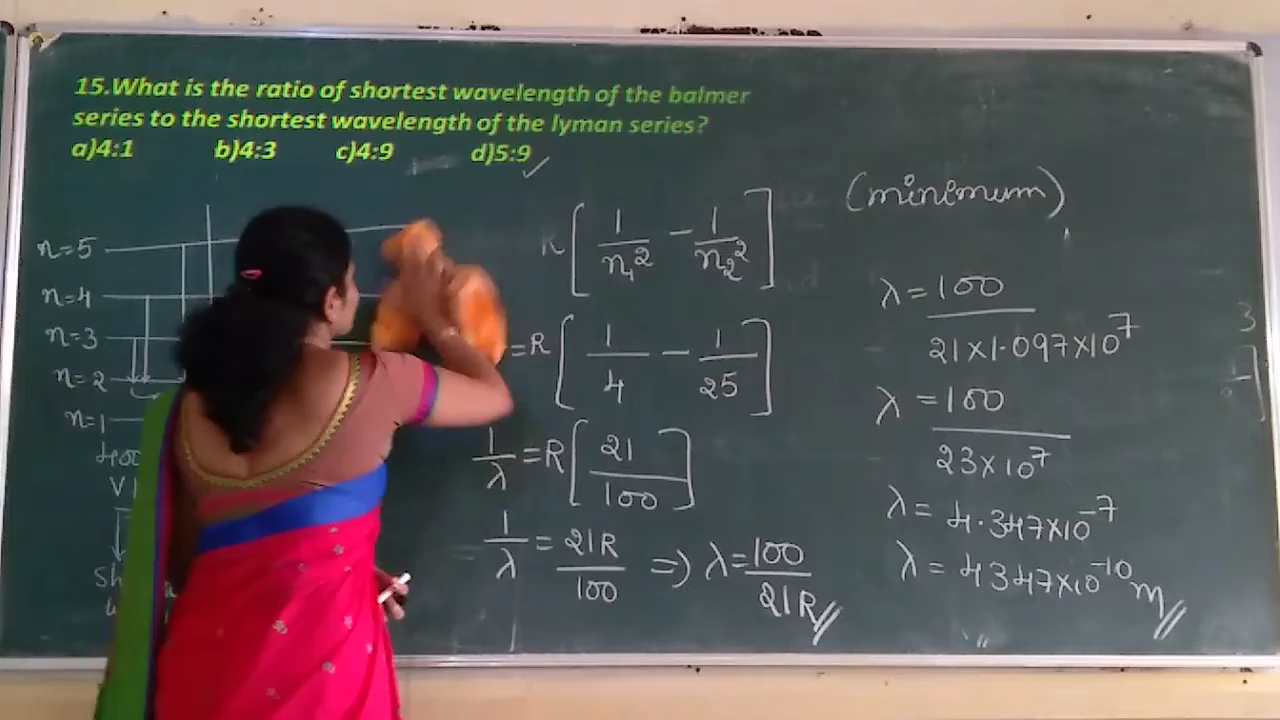 15.What is the ratio of shortest wavelength of the balmer
series to the shortest wavelength of the lyman series?
a)4:1 b)4:3 c)4:9 d)5:9 ✓
n=5
n=4
n=3
n=2
n=1
400
R[1/n₁² − 1/n₂²]
=R[1/4 − 1/25]
1/λ=R[21/100]
1/λ = 21R/100 => λ=100/21R//
(minimum)
λ=100/21×1.097×10⁷
λ=100/23×10⁷
λ= 4.347×10⁻⁷
λ= 4347×10⁻¹⁰m//
3